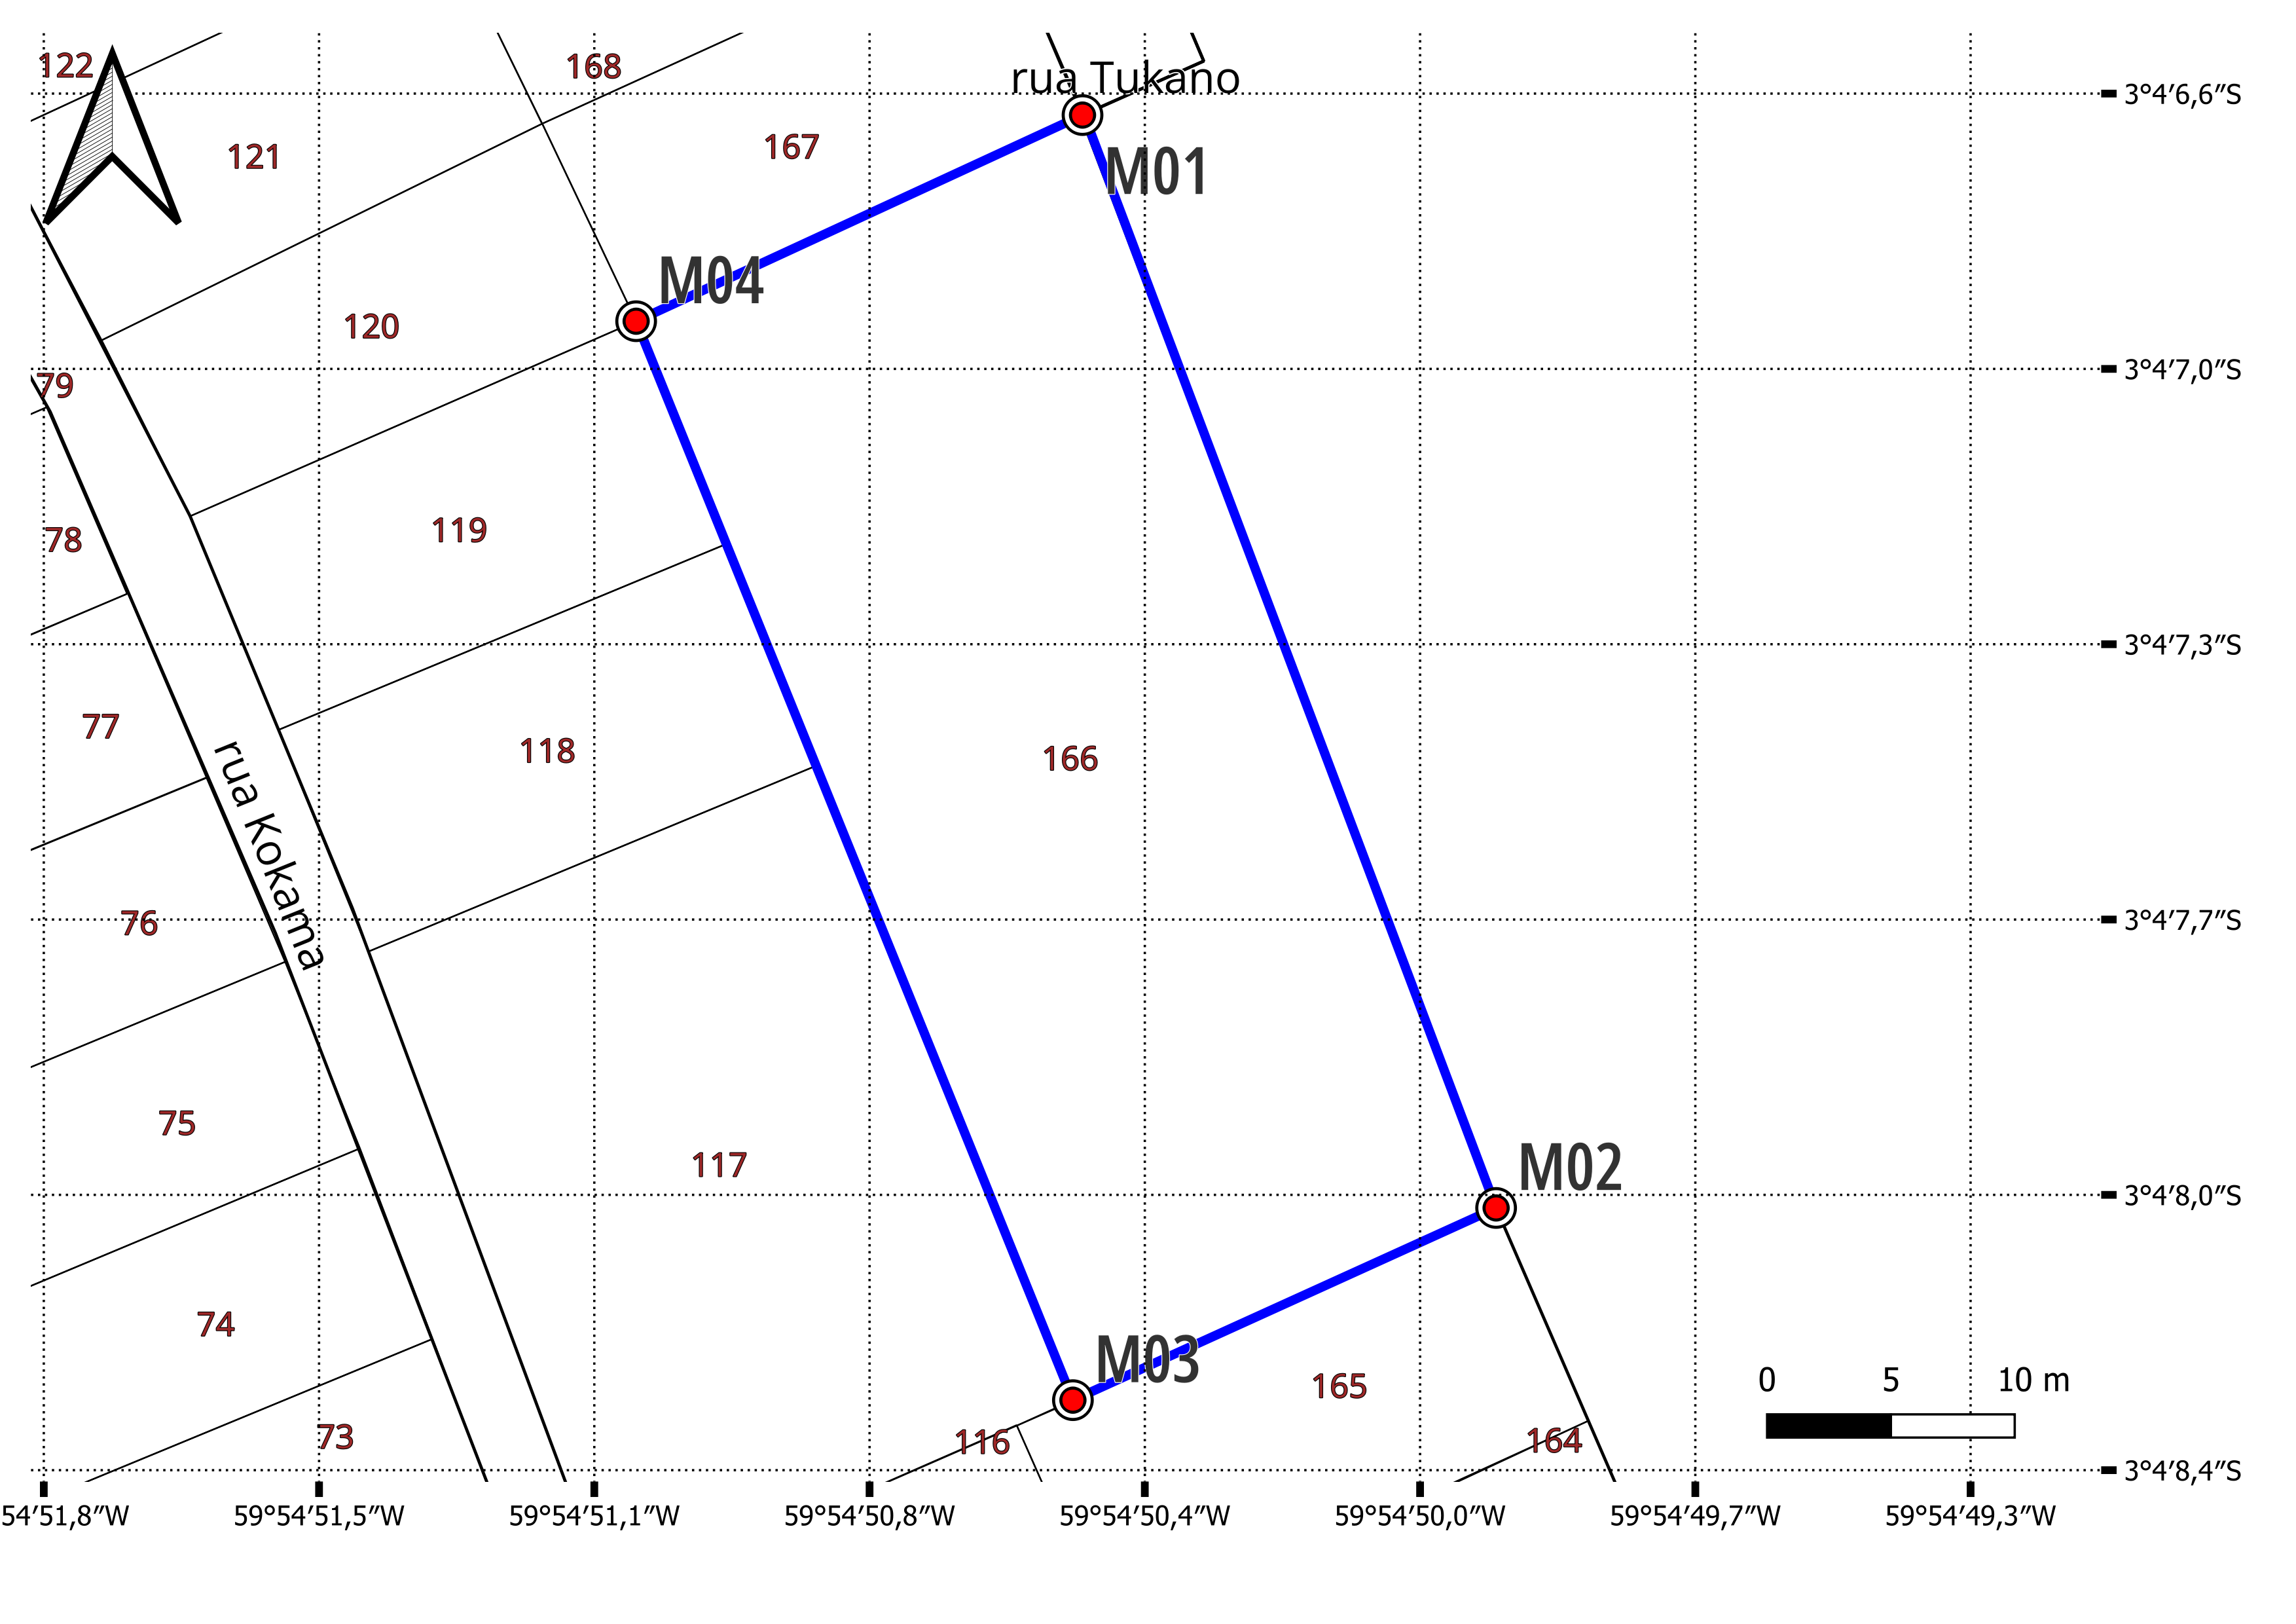 122
168
rua Tukano
3°4′6,6″S
121
167
M01
M04
120
3°4′7,0″S
79
119
78
3°4′7,3″S
77
118
166
rua Kokama
76
3°4′7,7″S
75
117
M02
3°4′8,0″S
74
M03
165
0 5 10 m
73
116
164
3°4′8,4″S
54′51,8″W 59°54′51,5″W 59°54′51,1″W 59°54′50,8″W 59°54′50,4″W 59°54′50,0″W 59°54′49,7″W 59°54′49,3″W